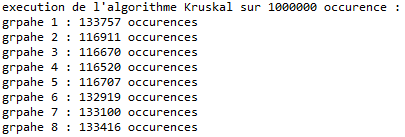 execution de l'algorithme Kruskal sur 1000000 occurence :
grpahe 1 : 133757 occurences
grpahe 2 : 116911 occurences
grpahe 3 : 116670 occurences
grpahe 4 : 116520 occurences
grpahe 5 : 116707 occurences
grpahe 6 : 132919 occurences
grpahe 7 : 133100 occurences
grpahe 8 : 133416 occurences